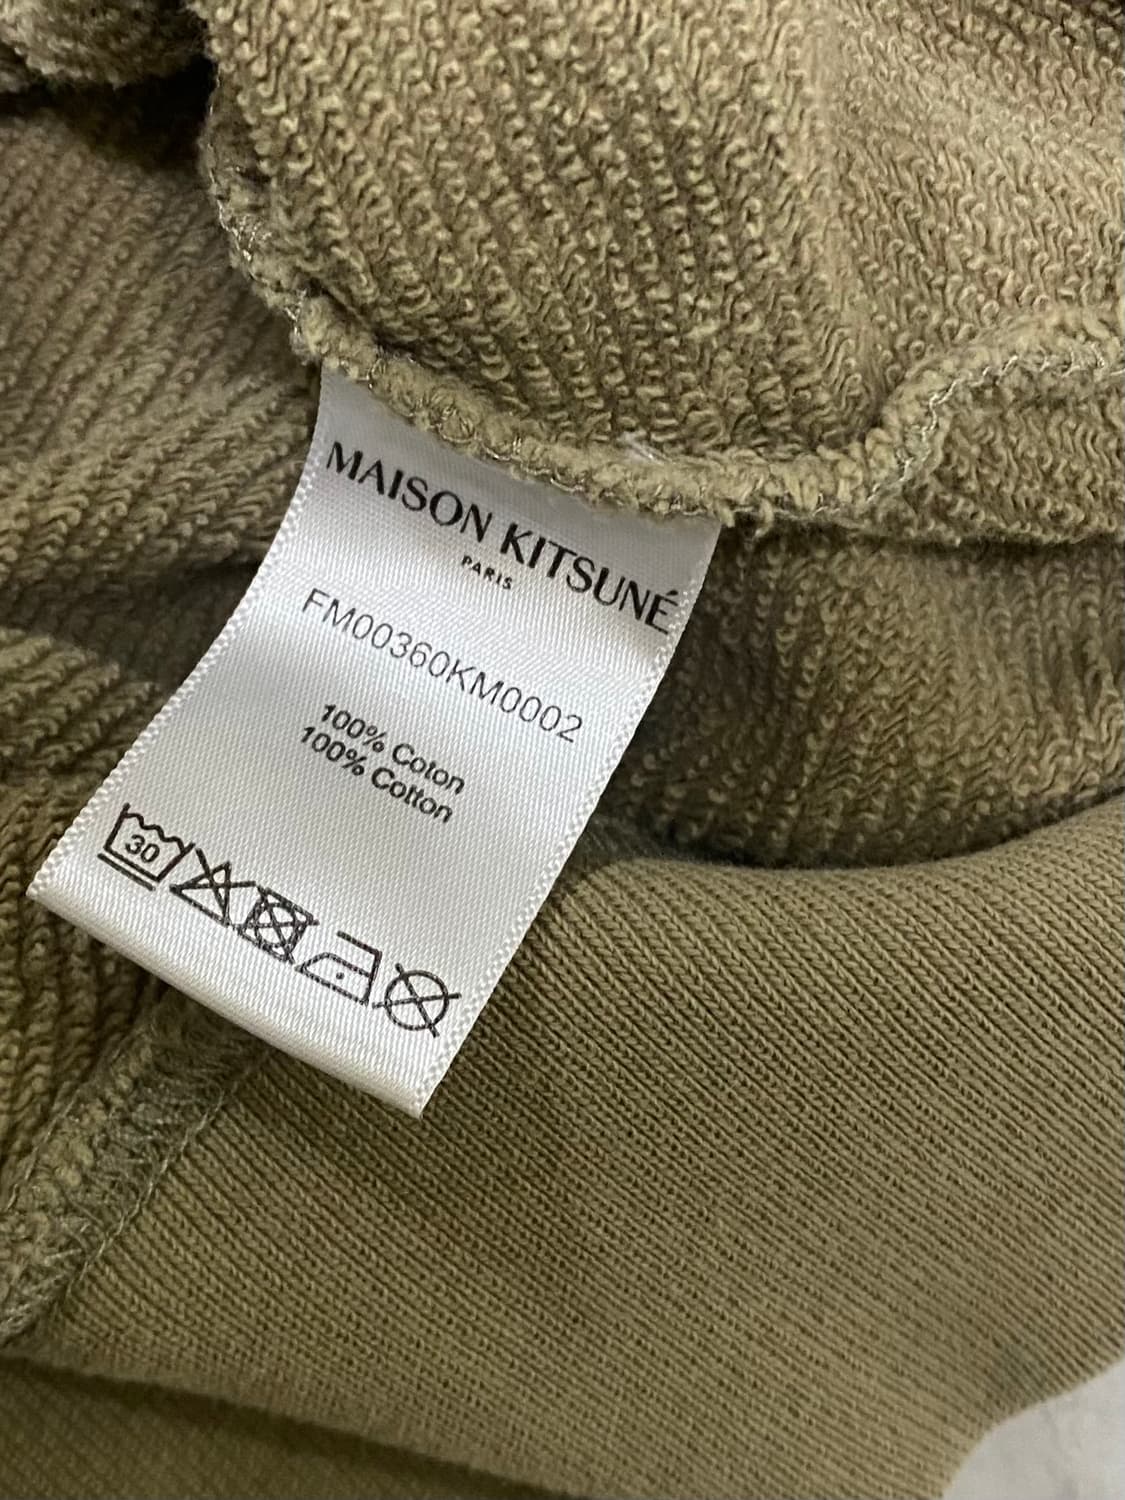 MAISON KITSUNÉ
PARIS
FM00360KM0002
100% Coton
100% Cotton
30